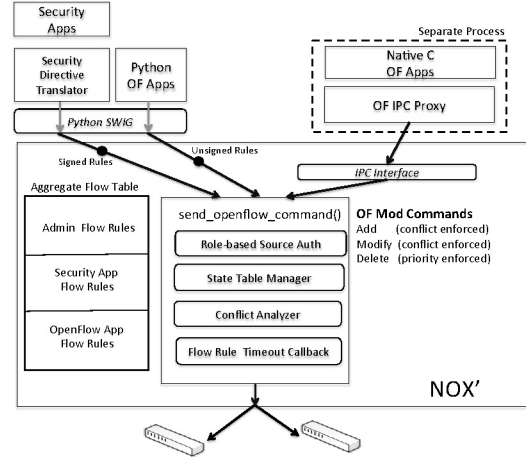 Security
Apps
Security
Directive
Translator
Python
OF Apps
Separate Process
Native C
OF Apps
OF IPC Proxy
Python SWIG
Signed Rules
Unsigned Rules
IPC Interface
Aggregate Flow Table
Admin Flow Rules
Security App
Flow Rules
OpenFlow App
Flow Rules
send_openflow_command()
Role-based Source Auth
State Table Manager
Conflict Analyzer
Flow Rule Timeout Callback
OF Mod Commands
Add (conflict enforced)
Modify (conflict enforced)
Delete (priority enforced)
NOX’